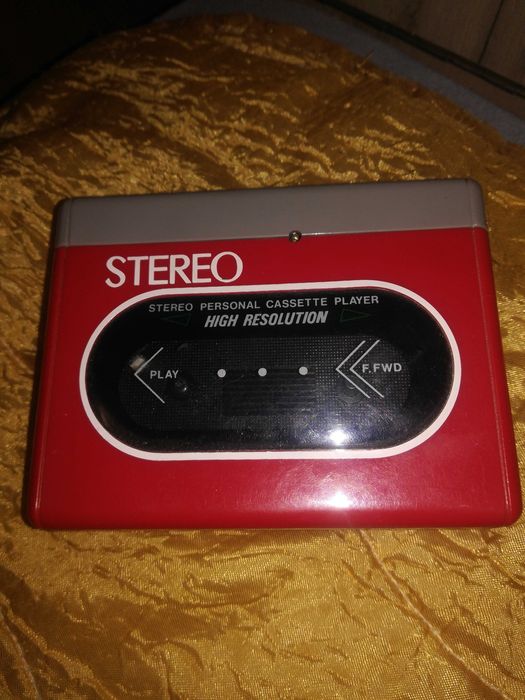 STEREO
STEREO PERSONAL CASSETTE PLAYER
HIGH RESOLUTION
PLAY
F.FWD